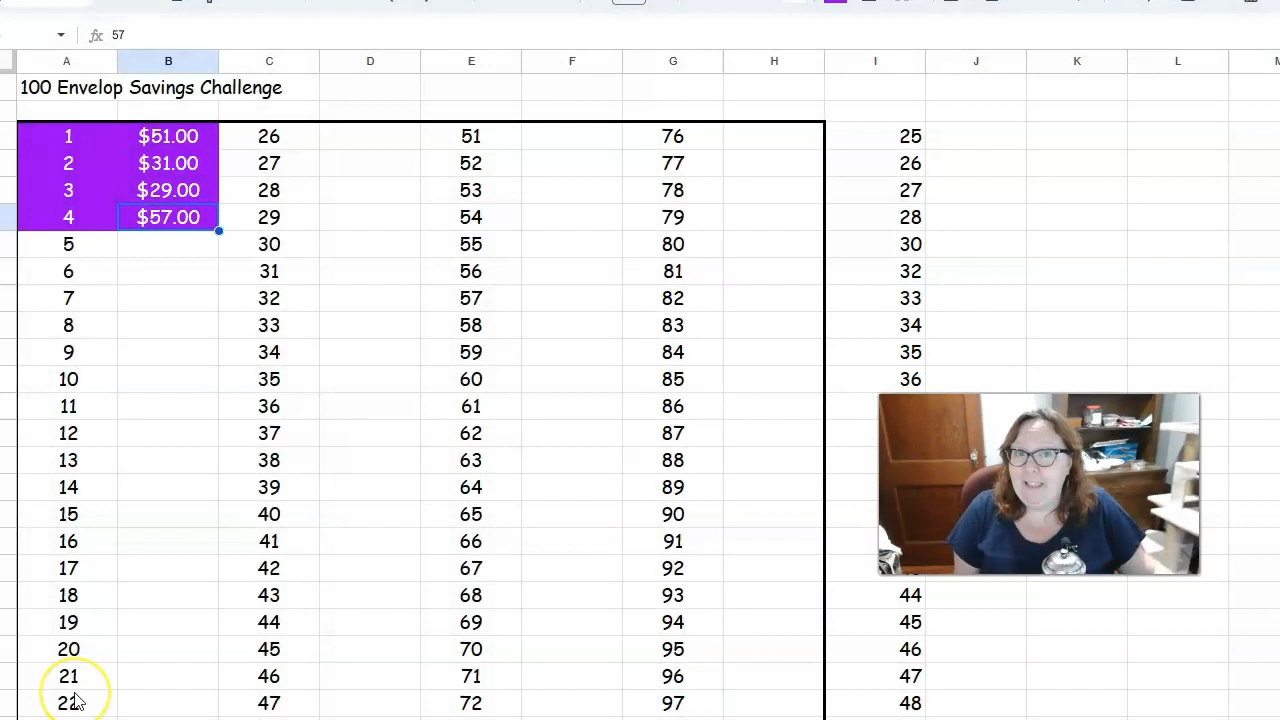 57
A B C D E F G H I J K L M
100 Envelop Savings Challenge
1 $51.00 26 51 76 25
2 $31.00 27 52 77 26
3 $29.00 28 53 78 27
4 $57.00 29 54 79 28
5 30 55 80 30
6 31 56 81 32
7 32 57 82 33
8 33 58 83 34
9 34 59 84 35
10 35 60 85 36
11 36 61 86
12 37 62 87
13 38 63 88
14 39 64 89
15 40 65 90
16 41 66 91
17 42 67 92
18 43 68 93 44
19 44 69 94 45
20 45 70 95 46
21 46 71 96 47
22 47 72 97 48